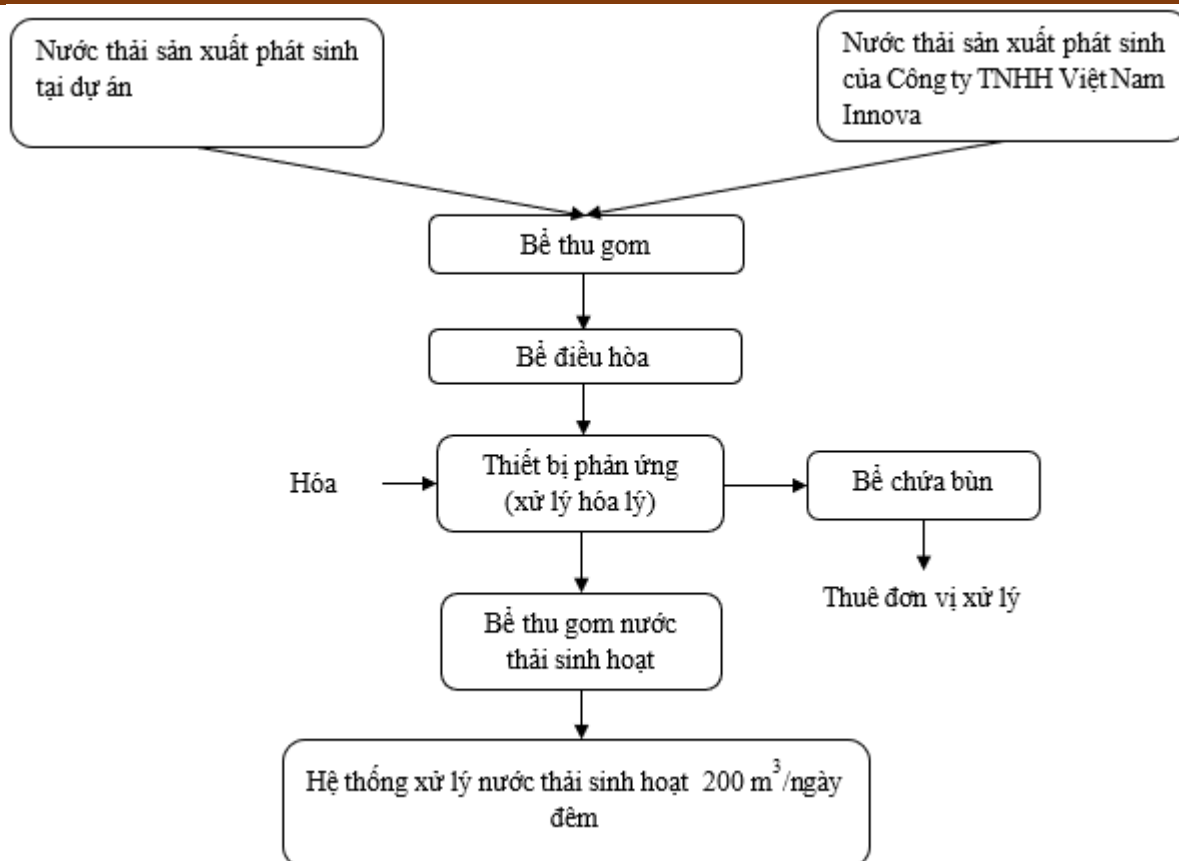 Nước thải sản xuất phát sinh
tại dự án
Nước thải sản xuất phát sinh
của Công ty TNHH Việt Nam
Innova
Bể thu gom
Bể điều hòa
Hóa
Thiết bị phản ứng
(xử lý hóa lý)
Bể chứa bùn
Thuê đơn vị xử lý
Bể thu gom nước
thải sinh hoạt
Hệ thống xử lý nước thải sinh hoạt 200 m³/ngày
đêm